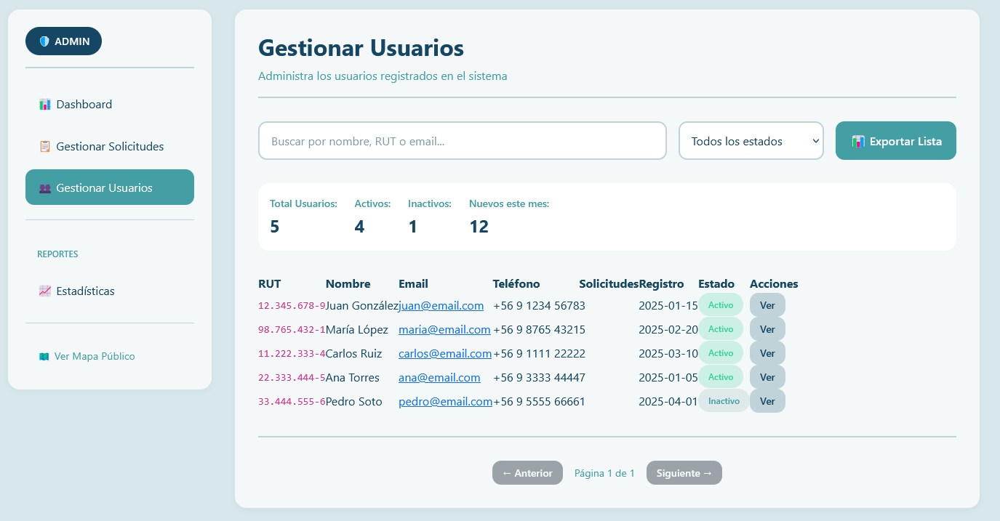 ADMIN
Dashboard
Gestionar Solicitudes
Gestionar Usuarios
REPORTES
Estadísticas
Ver Mapa Público
Gestionar Usuarios
Administra los usuarios registrados en el sistema
Buscar por nombre, RUT o email...
Todos los estados
Exportar Lista
Total Usuarios: Activos: Inactivos: Nuevos este mes:
5 4 1 12
RUT Nombre Email Teléfono Solicitudes Registro Estado Acciones
12.345.678-9 Juan González juan@email.com +56 9 1234 5678 3 2025-01-15 Activo Ver
98.765.432-1 María López maria@email.com +56 9 8765 4321 5 2025-02-20 Activo Ver
11.222.333-4 Carlos Ruiz carlos@email.com +56 9 1111 2222 2 2025-03-10 Activo Ver
22.333.444-5 Ana Torres ana@email.com +56 9 3333 4444 7 2025-01-05 Activo Ver
33.444.555-6 Pedro Soto pedro@email.com +56 9 5555 6666 1 2025-04-01 Inactivo Ver
← Anterior Página 1 de 1 Siguiente →